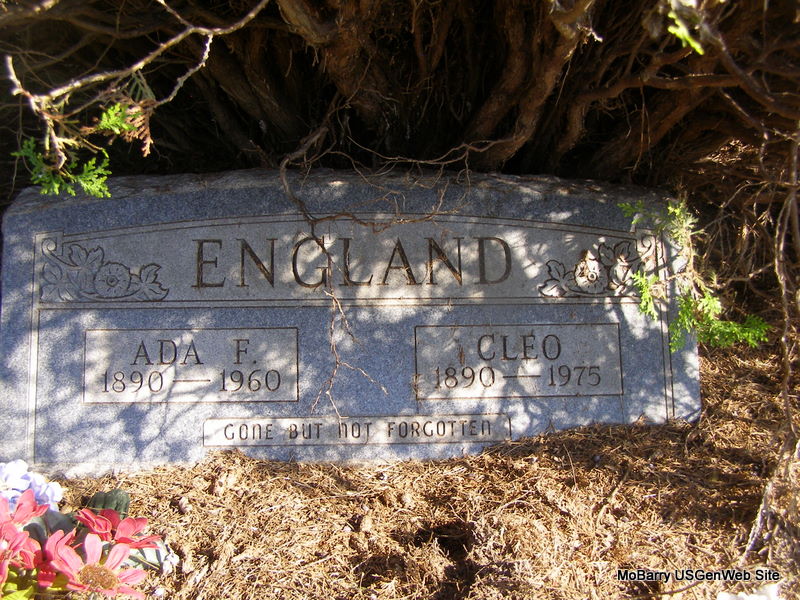 ENGLAND
ADA F.
1890 — 1960
CLEO
1890 — 1975
GONE BUT NOT FORGOTTEN
MoBarry USGenWeb Site